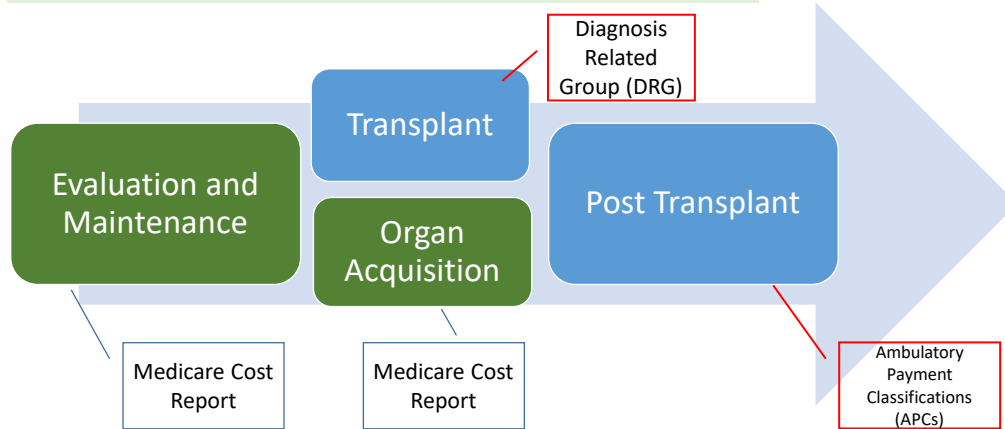 Diagnosis
Related
Group (DRG)
Transplant
Evaluation and
Maintenance
Organ
Acquisition
Post Transplant
Medicare Cost
Report
Medicare Cost
Report
Ambulatory
Payment
Classifications
(APCs)